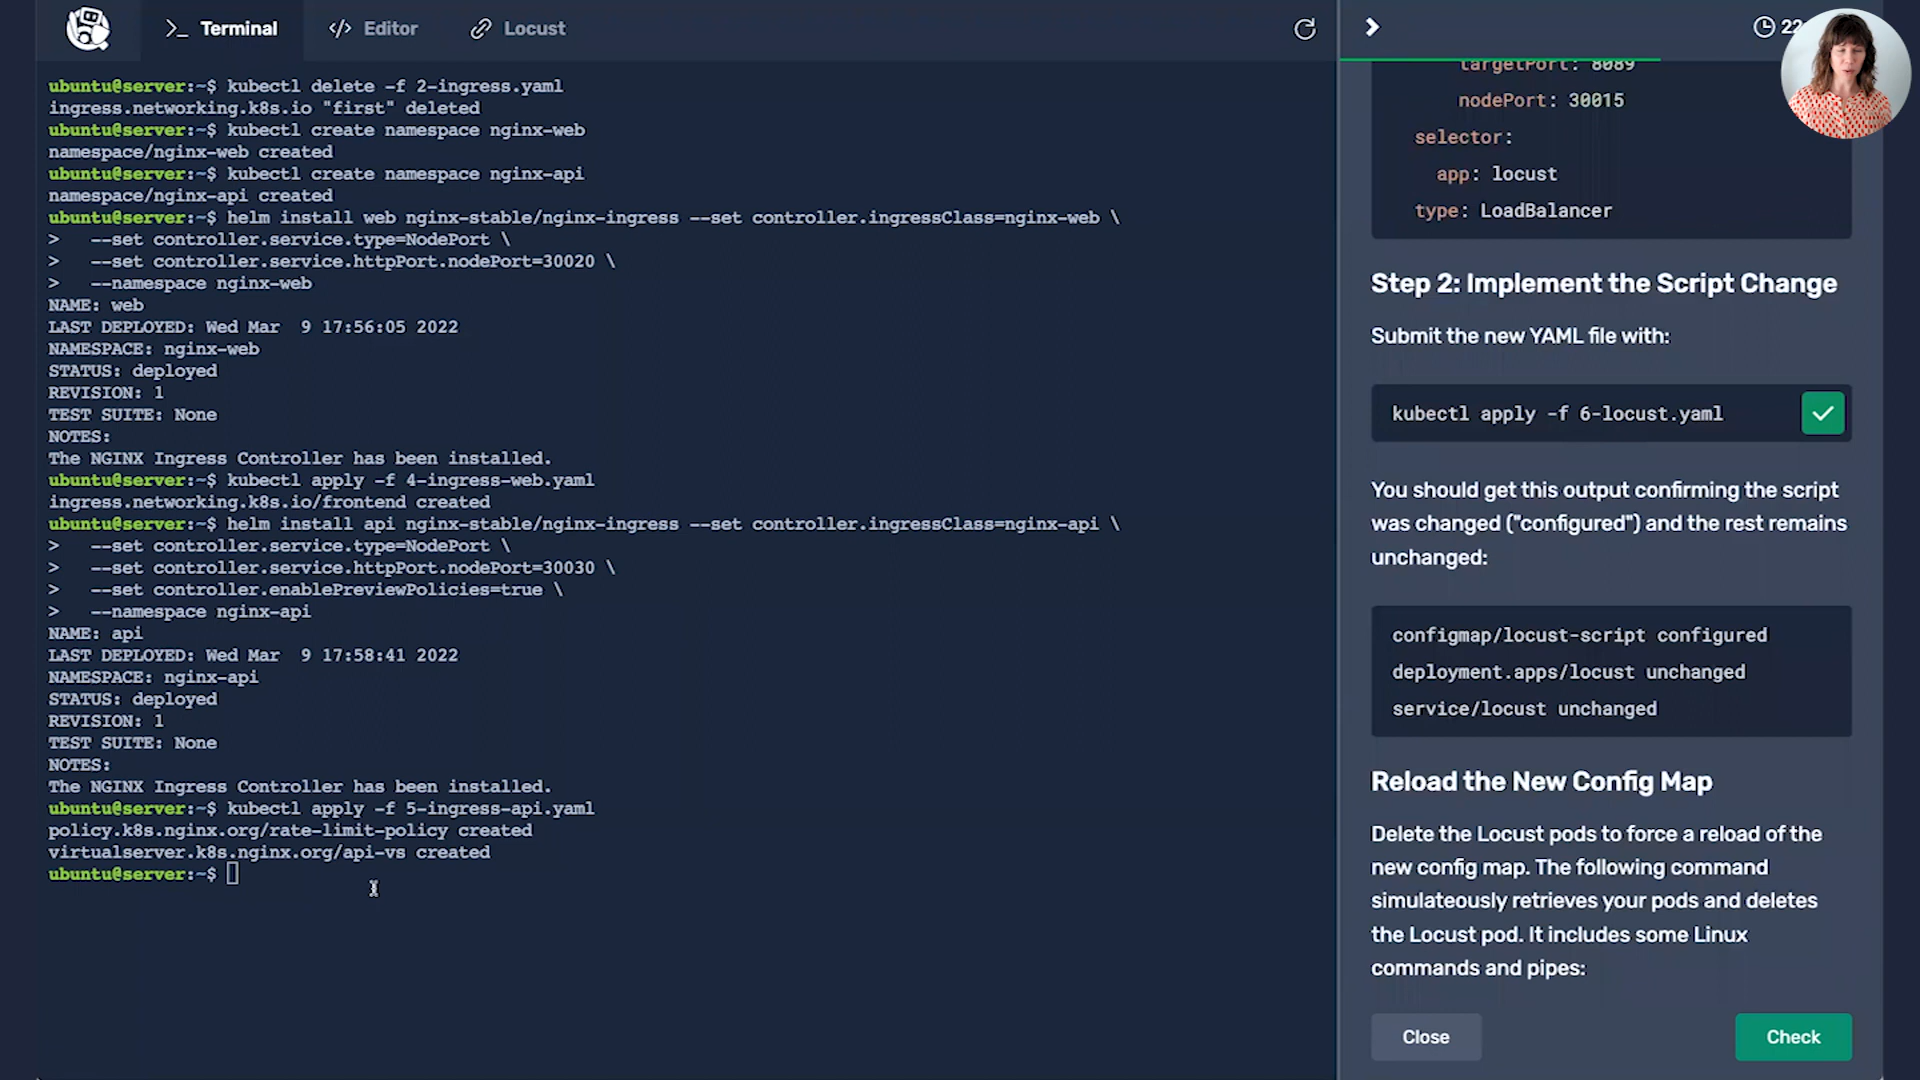 Terminal
Editor
Locust
ubuntu@server:~$ kubectl delete -f 2-ingress.yaml
ingress.networking.k8s.io "first" deleted
ubuntu@server:~$ kubectl create namespace nginx-web
namespace/nginx-web created
ubuntu@server:~$ kubectl create namespace nginx-api
namespace/nginx-api created
ubuntu@server:~$ helm install web nginx-stable/nginx-ingress --set controller.ingressClass=nginx-web \
>   --set controller.service.type=NodePort \
>   --set controller.service.httpPort.nodePort=30020 \
>   --namespace nginx-web
NAME: web
LAST DEPLOYED: Wed Mar  9 17:56:05 2022
NAMESPACE: nginx-web
STATUS: deployed
REVISION: 1
TEST SUITE: None
NOTES:
The NGINX Ingress Controller has been installed.
ubuntu@server:~$ kubectl apply -f 4-ingress-web.yaml
ingress.networking.k8s.io/frontend created
ubuntu@server:~$ helm install api nginx-stable/nginx-ingress --set controller.ingressClass=nginx-api \
>   --set controller.service.type=NodePort \
>   --set controller.service.httpPort.nodePort=30030 \
>   --set controller.enablePreviewPolicies=true \
>   --namespace nginx-api
NAME: api
LAST DEPLOYED: Wed Mar  9 17:58:41 2022
NAMESPACE: nginx-api
STATUS: deployed
REVISION: 1
TEST SUITE: None
NOTES:
The NGINX Ingress Controller has been installed.
ubuntu@server:~$ kubectl apply -f 5-ingress-api.yaml
policy.k8s.nginx.org/rate-limit-policy created
virtualserver.k8s.nginx.org/api-vs created
ubuntu@server:~$
targetPort: 8089
nodePort: 30015
selector:
app: locust
type: LoadBalancer
Step 2: Implement the Script Change
Submit the new YAML file with:
kubectl apply -f 6-locust.yaml
You should get this output confirming the script
was changed ("configured") and the rest remains
unchanged:
configmap/locust-script configured
deployment.apps/locust unchanged
service/locust unchanged
Reload the New Config Map
Delete the Locust pods to force a reload of the
new config map. The following command
simulateously retrieves your pods and deletes
the Locust pod. It includes some Linux
commands and pipes:
Close
Check